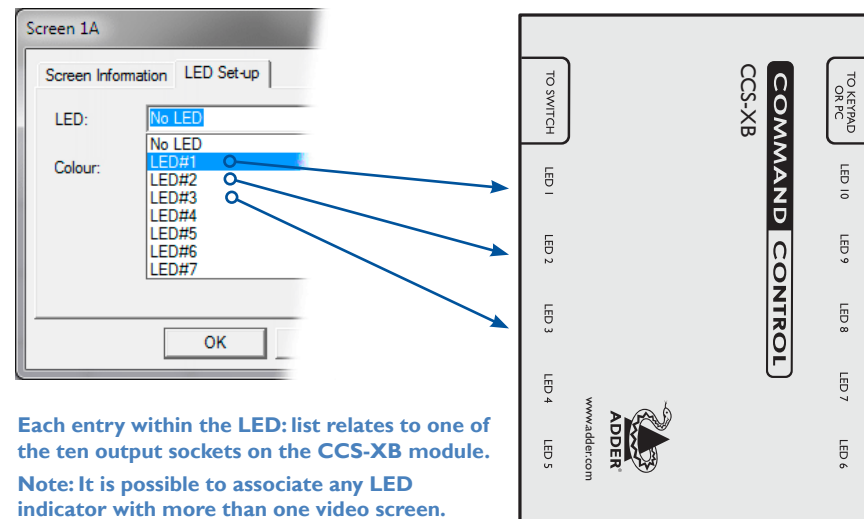 Screen 1A
Screen Information
LED Set-up
LED:
No LED
Colour:
No LED
LED#1
LED#2
LED#3
LED#4
LED#5
LED#6
LED#7
OK
Each entry within the LED: list relates to one of
the ten output sockets on the CCS-XB module.
Note: It is possible to associate any LED
indicator with more than one video screen.
TO KEYPAD
OR PC
LED 10
LED 9
LED 8
LED 7
LED 6
COMMAND CONTROL
CCS-XB
ADDER®
www.adder.com
TO SWITCH
LED 1
LED 2
LED 3
LED 4
LED 5